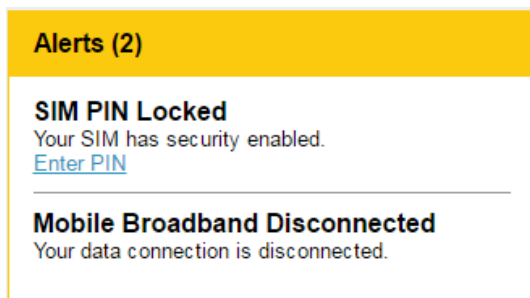 Alerts (2)
SIM PIN Locked
Your SIM has security enabled.
Enter PIN
Mobile Broadband Disconnected
Your data connection is disconnected.